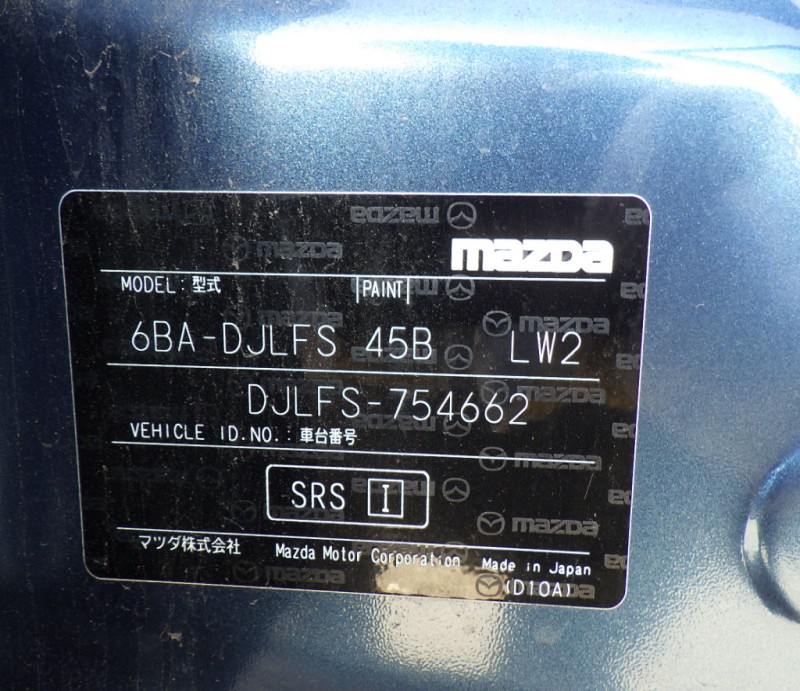 mazda
MODEL : 型式 PAINT
6BA-DJLFS 45B LW2
DJLFS-754662
VEHICLE ID.NO. : 車台番号
SRS I
マツダ株式会社 Mazda Motor Corporation Made in Japan
(D10A)